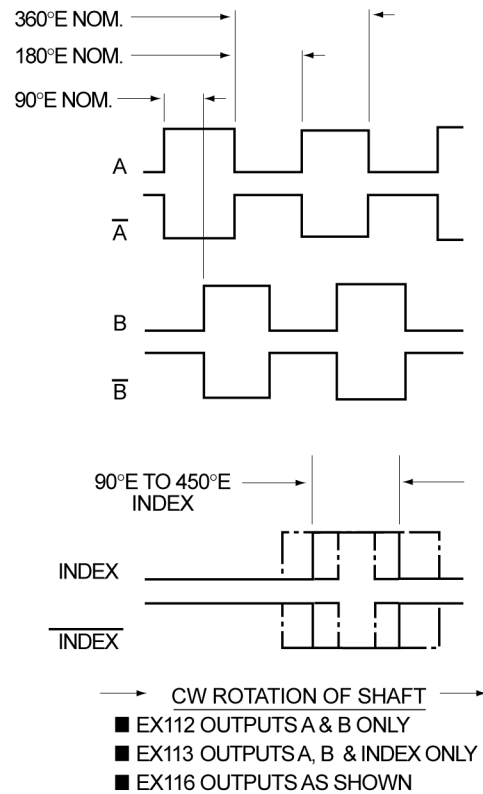 360°E NOM.
180°E NOM.
90°E NOM.
A
A̅
B
B̅
90°E TO 450°E
INDEX
INDEX
I̅N̅D̅E̅X̅
CW ROTATION OF SHAFT
■ EX112 OUTPUTS A & B ONLY
■ EX113 OUTPUTS A, B & INDEX ONLY
■ EX116 OUTPUTS AS SHOWN